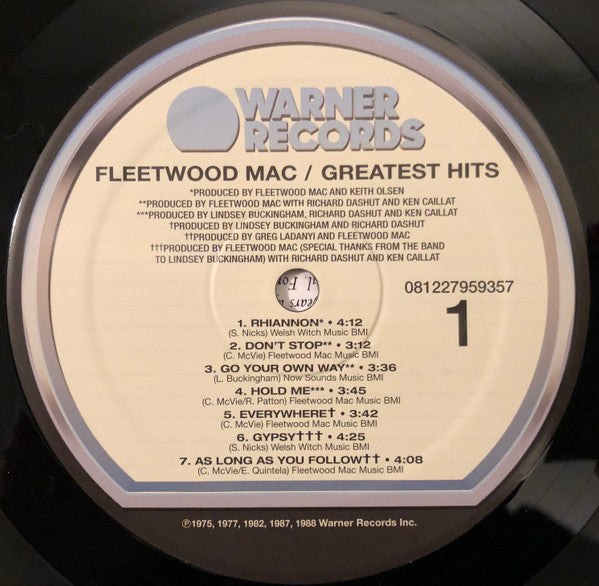 WARNER
RECORDS
FLEETWOOD MAC / GREATEST HITS
*PRODUCED BY FLEETWOOD MAC AND KEITH OLSEN
**PRODUCED BY FLEETWOOD MAC WITH RICHARD DASHUT AND KEN CAILLAT
***PRODUCED BY LINDSEY BUCKINGHAM, RICHARD DASHUT AND KEN CAILLAT
†PRODUCED BY LINDSEY BUCKINGHAM AND RICHARD DASHUT
††PRODUCED BY GREG LADANYI AND FLEETWOOD MAC
†††PRODUCED BY FLEETWOOD MAC (SPECIAL THANKS FROM THE BAND
TO LINDSEY BUCKINGHAM) WITH RICHARD DASHUT AND KEN CAILLAT
081227959357
1
1. RHIANNON* • 4:12
(S. Nicks) Welsh Witch Music BMI
2. DON'T STOP** • 3:12
(C. McVie) Fleetwood Mac Music BMI
3. GO YOUR OWN WAY** • 3:36
(L. Buckingham) Now Sounds Music BMI
4. HOLD ME*** • 3:45
(C. McVie/R. Patton) Fleetwood Mac Music BMI
5. EVERYWHERE† • 3:42
(C. McVie) Fleetwood Mac Music BMI
6. GYPSY††† • 4:25
(S. Nicks) Welsh Witch Music BMI
7. AS LONG AS YOU FOLLOW†† • 4:08
(C. McVie/E. Quintela) Fleetwood Mac Music BMI
℗1975, 1977, 1982, 1987, 1988 Warner Records Inc.